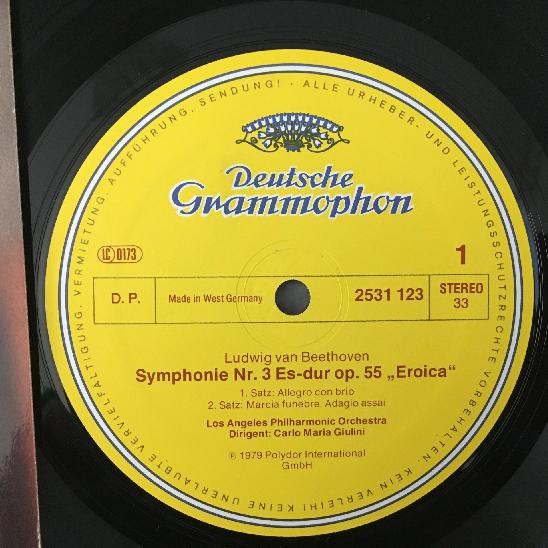 Deutsche
Grammophon
LC 0173
1
D. P.
Made in West Germany
2531 123
STEREO
33
Ludwig van Beethoven
Symphonie Nr. 3 Es-dur op. 55 „Eroica“
1. Satz: Allegro con brio
2. Satz: Marcia funebre. Adagio assai
Los Angeles Philharmonic Orchestra
Dirigent: Carlo Maria Giulini
℗ 1979 Polydor International
GmbH
ALLE URHEBER- UND LEISTUNGSSCHUTZRECHTE VORBEHALTEN. KEIN VERLEIH! KEINE UNERLAUBTE VERVIELFÄLTIGUNG, VERMIETUNG, AUFFÜHRUNG, SENDUNG!